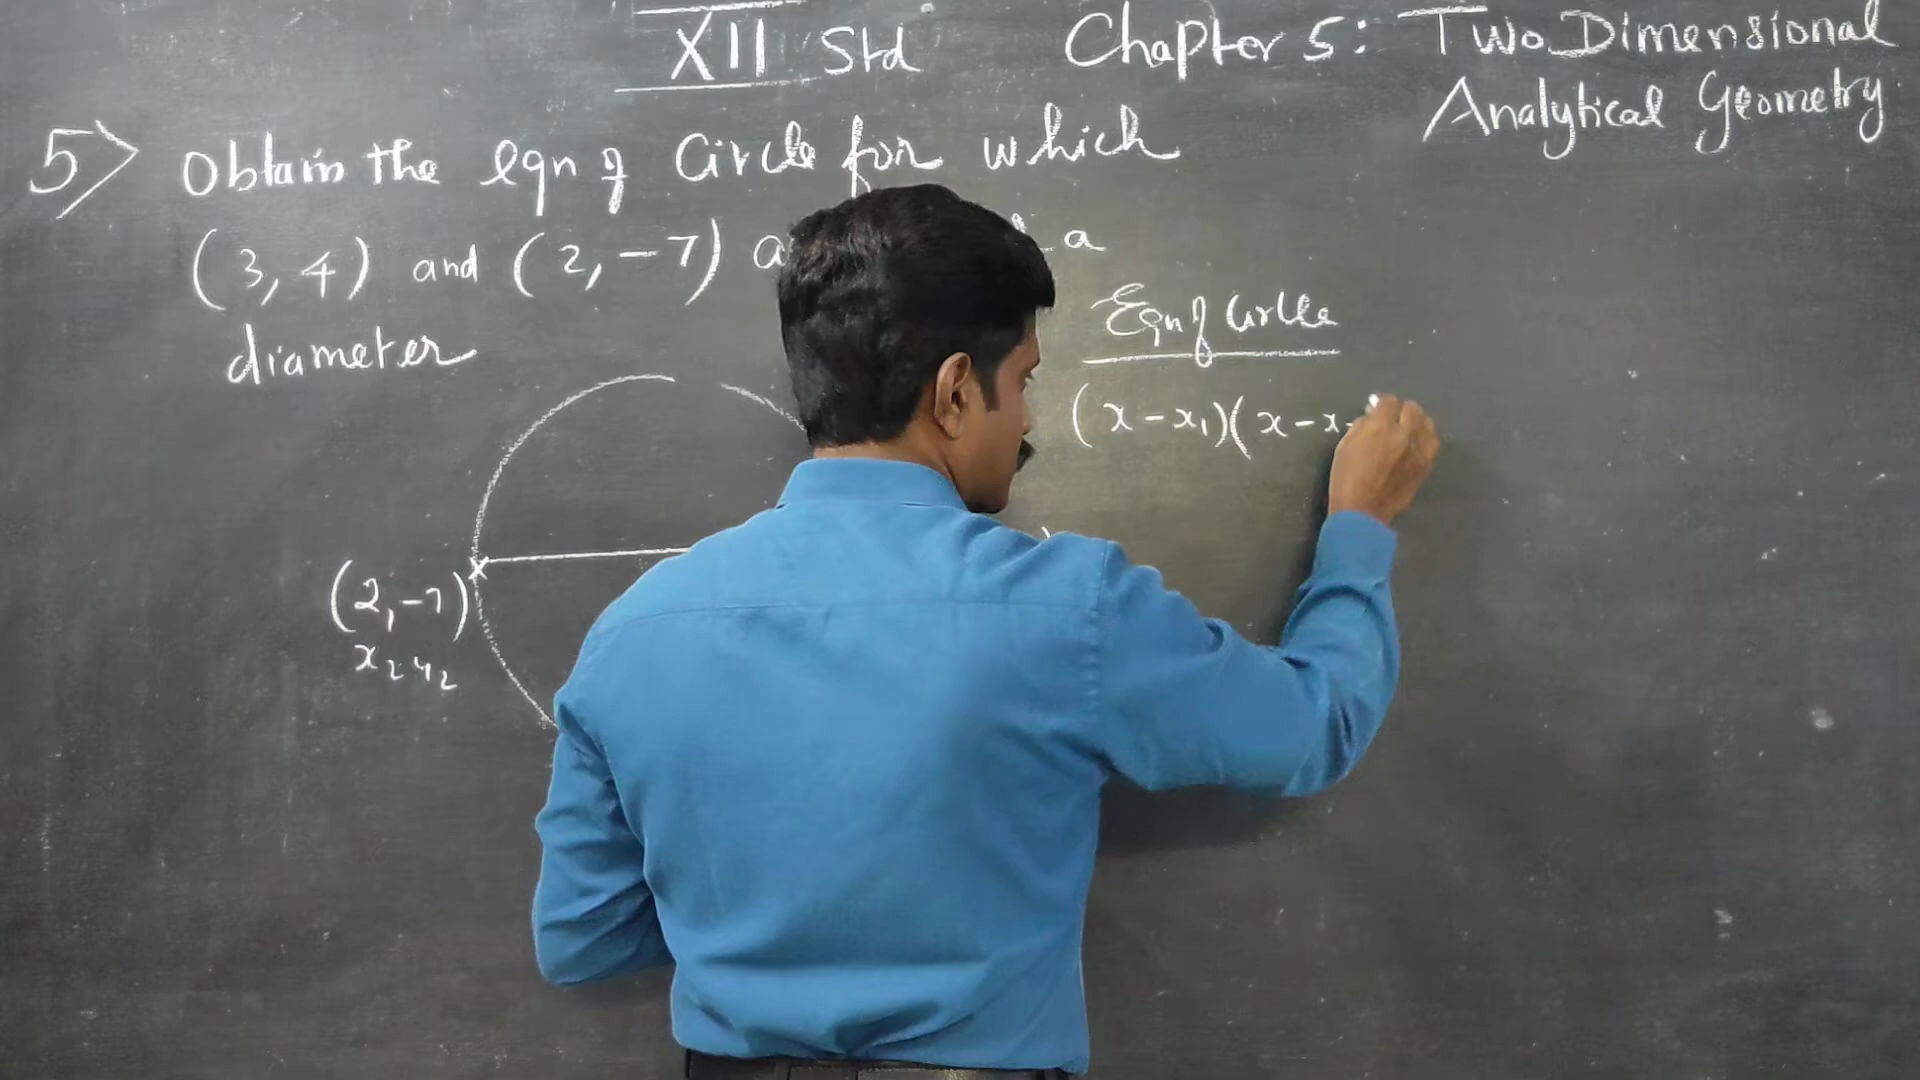 XII Std
Chapter 5: Two Dimensional
Analytical Geometry
5> Obtain the eqn of Circle for which
(3, 4) and (2, -7) a
diameter
Eqn of Circle
(x - x₁)(x - x
(2, -7)
x₂ y₂